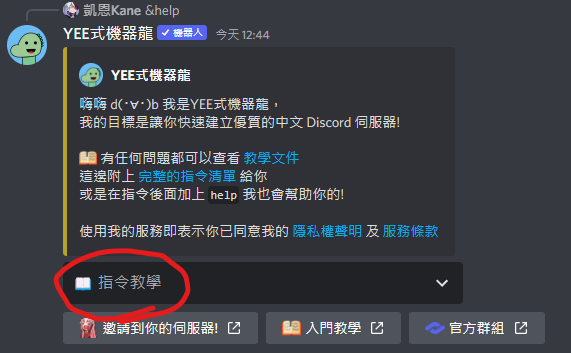 凱恩Kane &help
YEE式機器龍 機器人 今天 12:44
YEE式機器龍
嗨嗨 d(･∀･)b 我是YEE式機器龍，
我的目標是讓你快速建立優質的中文 Discord 伺服器!
有任何問題都可以查看 教學文件
這邊附上 完整的指令清單 給你
或是在指令後面加上 help 我也會幫助你的!
使用我的服務即表示你已同意我的 隱私權聲明 及 服務條款
指令教學
邀請到你的伺服器! 入門教學 官方群組